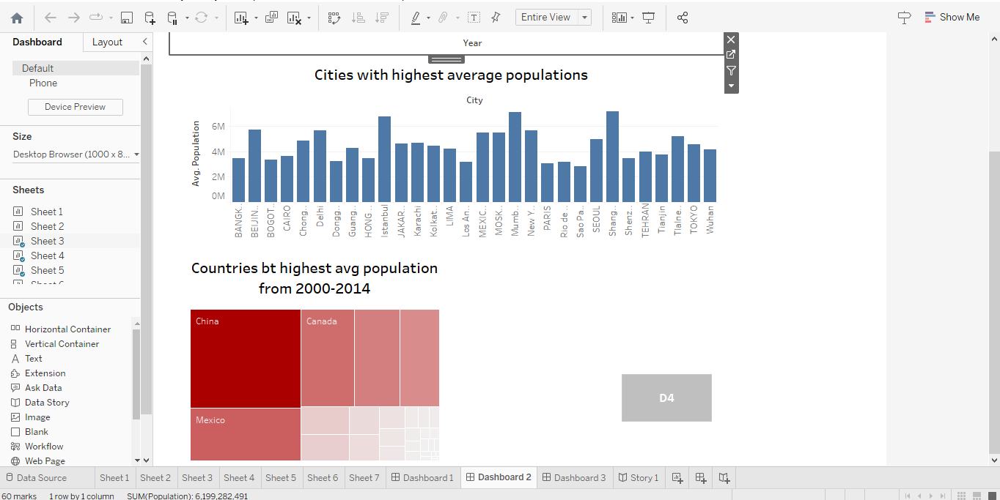 Entire View
Show Me
Dashboard
Layout
Default
Phone
Device Preview
Size
Desktop Browser (1000 x 8...
Sheets
Sheet 1
Sheet 2
Sheet 3
Sheet 4
Sheet 5
Objects
Horizontal Container
Vertical Container
Text
Extension
Ask Data
Data Story
Image
Blank
Workflow
Web Page
Year
Cities with highest average populations
City
Avg. Population
6M
4M
2M
0M
BANGK..
BEIJIN..
BOGOT..
CAIRO
Chong..
Delhi
Dongg..
Guang..
HONG ..
Istanbul
JAKAR..
Karachi
Kolkat..
LIMA
Los An..
MEXIC..
MOSK..
Mumb..
New Y..
PARIS
Rio de ..
Sao Pa..
SEOUL
Shang..
Shenz..
TEHRAN
Tianjin
Tlalne..
TOKYO
Wuhan
Countries bt highest avg population
from 2000-2014
China
Canada
Mexico
D4
Data Source
Sheet 1
Sheet 2
Sheet 3
Sheet 4
Sheet 5
Sheet 6
Sheet 7
Dashboard 1
Dashboard 2
Dashboard 3
Story 1
60 marks
1 row by 1 column
SUM(Population): 6,199,282,491